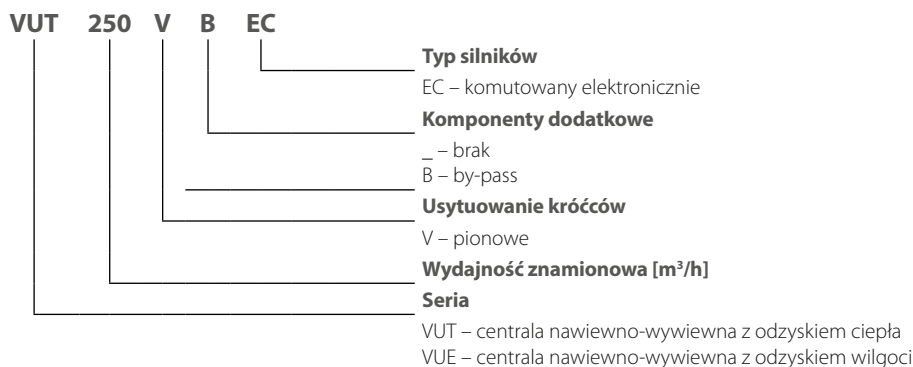 VUT 250 V B EC
Typ silników
EC – komutowany elektronicznie
Komponenty dodatkowe
_ – brak
B – by-pass
Usytuowanie króćców
V – pionowe
Wydajność znamionowa [m³/h]
Seria
VUT – centrala nawiewno-wywiewna z odzyskiem ciepła
VUE – centrala nawiewno-wywiewna z odzyskiem wilgoci